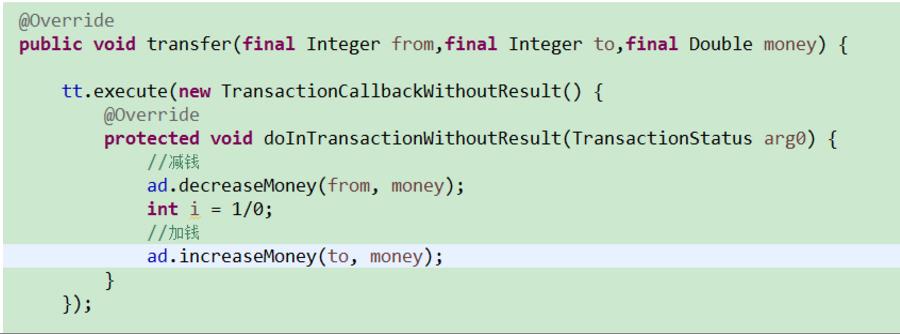 @Override
public void transfer(final Integer from,final Integer to,final Double money) {
tt.execute(new TransactionCallbackWithoutResult() {
@Override
protected void doInTransactionWithoutResult(TransactionStatus arg0) {
//减钱
ad.decreaseMoney(from, money);
int i = 1/0;
//加钱
ad.increaseMoney(to, money);
}
});